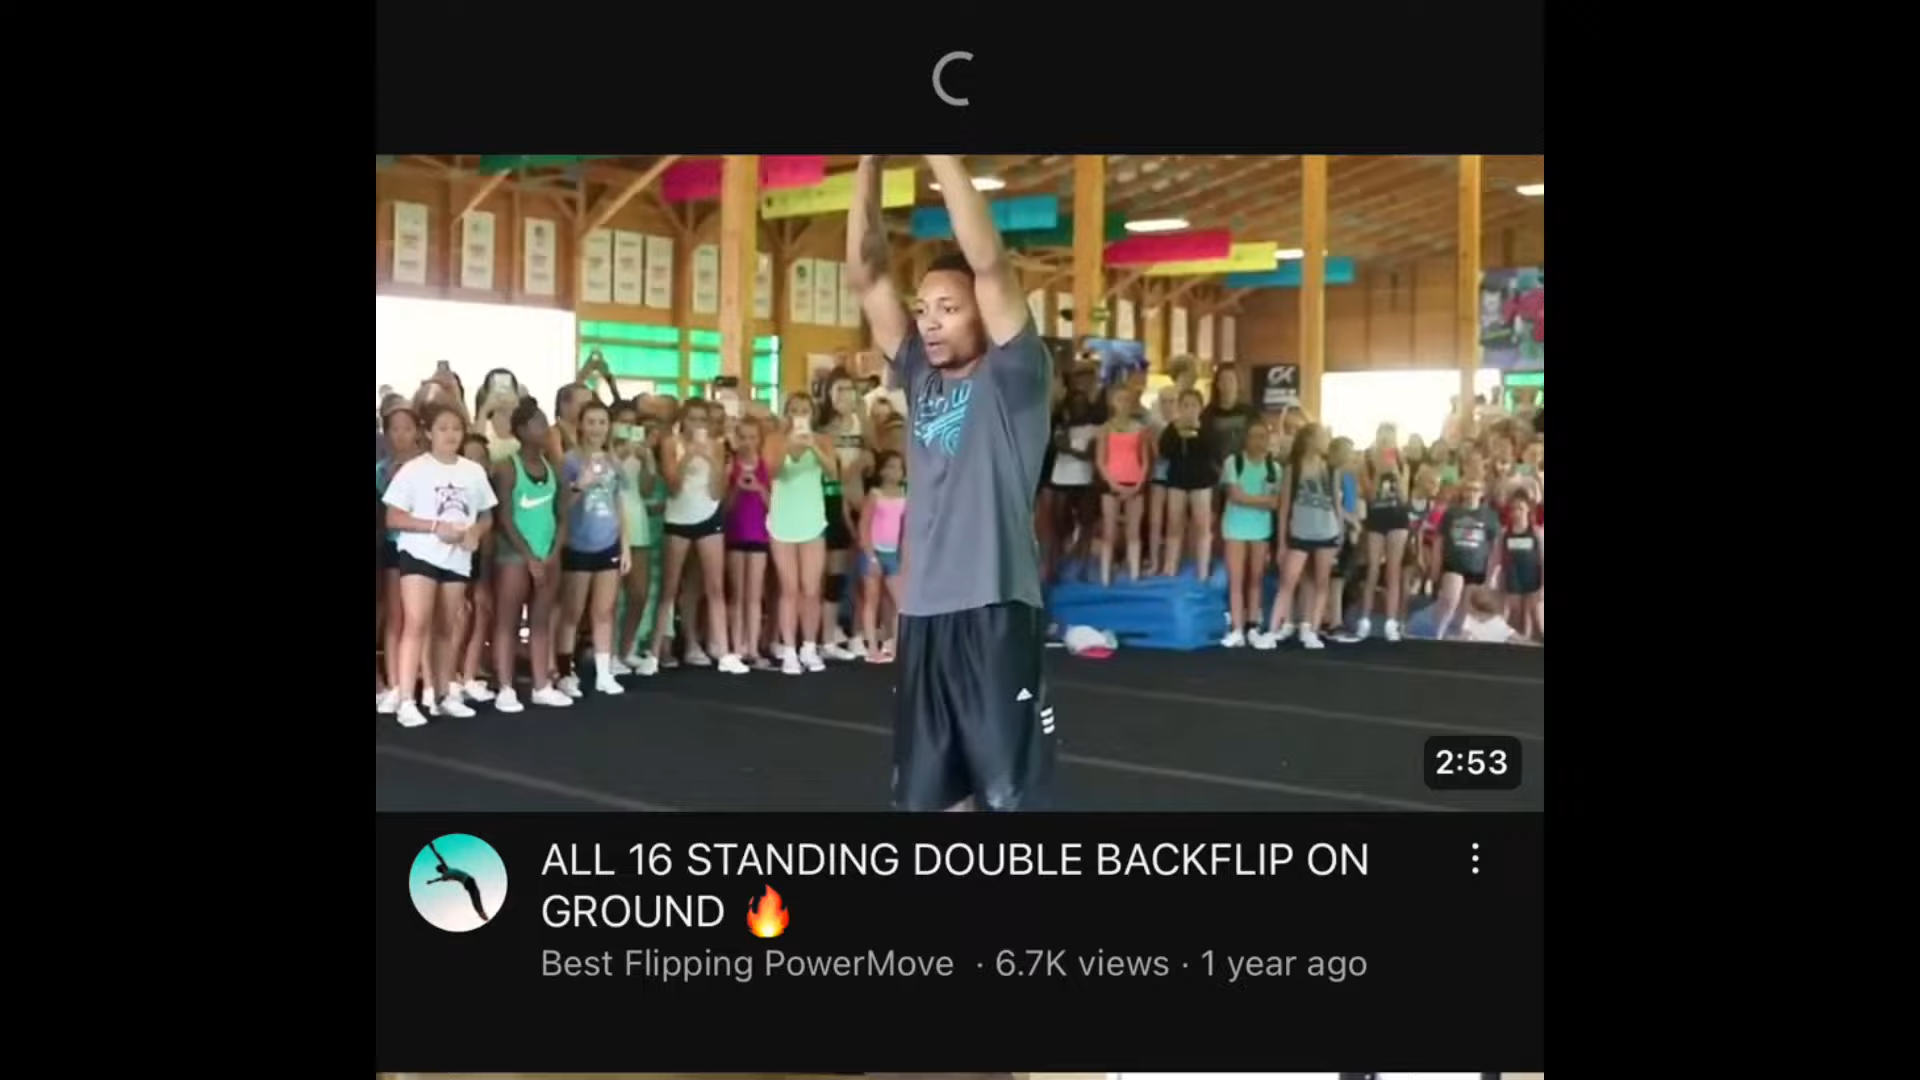 2:53
ALL 16 STANDING DOUBLE BACKFLIP ON
GROUND 🔥
Best Flipping PowerMove · 6.7K views · 1 year ago